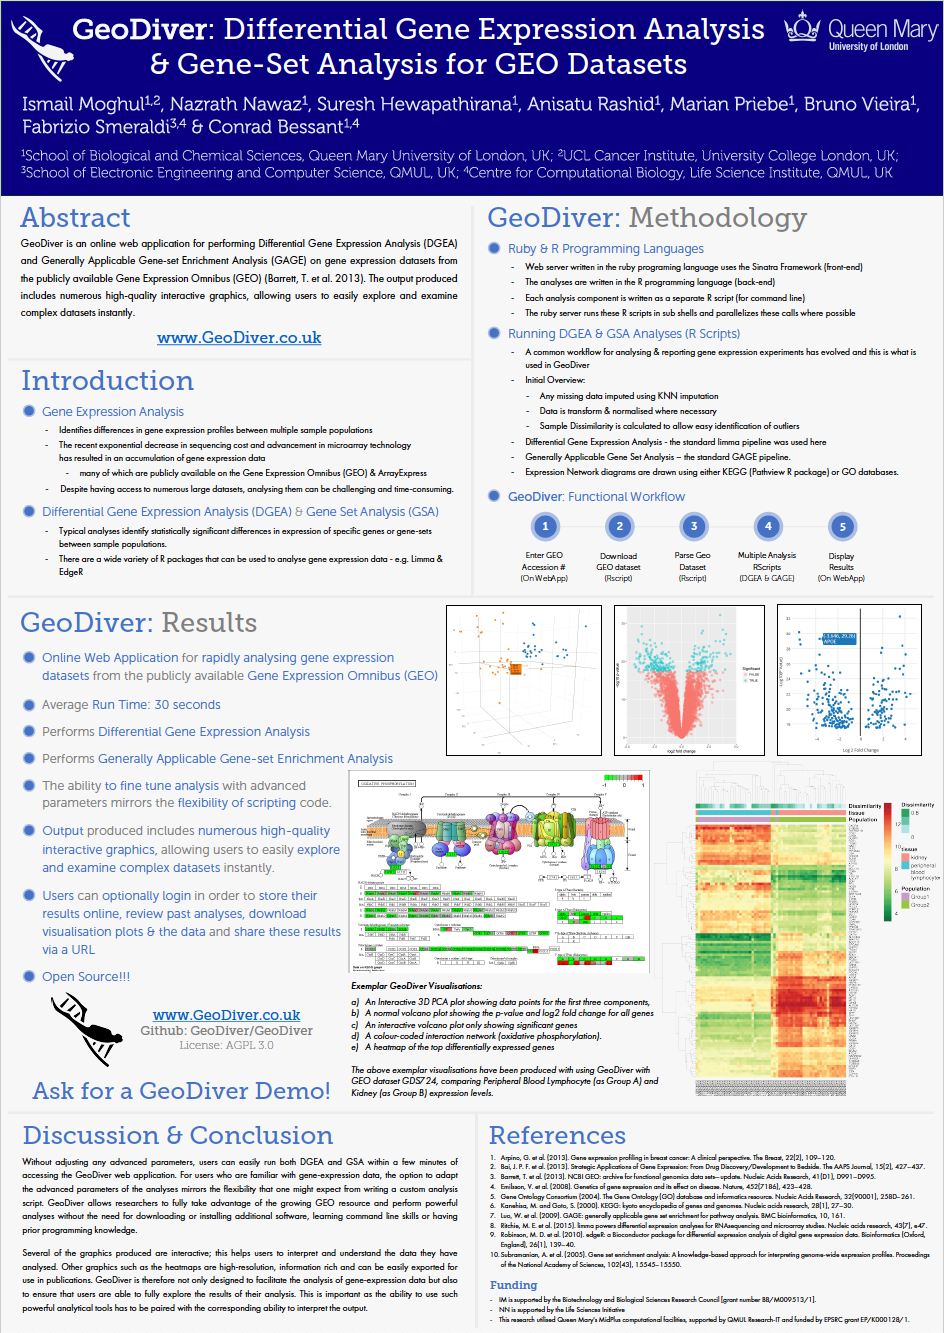 GeoDiver: Differential Gene Expression Analysis
& Gene-Set Analysis for GEO Datasets
Queen Mary
University of London
Ismail Moghul1,2, Nazrath Nawaz1, Suresh Hewapathirana1, Anisatu Rashid1, Marian Priebe1, Bruno Vieira1,
Fabrizio Smeraldi3,4 & Conrad Bessant1,4
1School of Biological and Chemical Sciences, Queen Mary University of London, UK; 2UCL Cancer Institute, University College London, UK;
3School of Electronic Engineering and Computer Science, QMUL, UK; 4Centre for Computational Biology, Life Science Institute, QMUL, UK
Abstract
GeoDiver is an online web application for performing Differential Gene Expression Analysis (DGEA)
and Generally Applicable Gene-set Enrichment Analysis (GAGE) on gene expression datasets from
the publicly available Gene Expression Omnibus (GEO) (Barrett, T. et al. 2013). The output produced
includes numerous high-quality interactive graphics, allowing users to easily explore and examine
complex datasets instantly.
www.GeoDiver.co.uk
Introduction
Gene Expression Analysis
- Identifies differences in gene expression profiles between multiple sample populations
- The recent exponential decrease in sequencing cost and advancement in microarray technology
has resulted in an accumulation of gene expression data
- many of which are publically available on the Gene Expression Omnibus (GEO) & ArrayExpress
- Despite having access to numerous large datasets, analysing them can be challenging and time-consuming.
Differential Gene Expression Analysis (DGEA) & Gene Set Analysis (GSA)
- Typical analyses identify statistically significant differences in expression of specific genes or gene-sets
between sample populations.
- There are a wide variety of R packages that can be used to analyse gene expression data - e.g. Limma &
EdgeR
GeoDiver: Methodology
Ruby & R Programming Languages
- Web server written in the ruby programing language uses the Sinatra Framework (front-end)
- The analyses are written in the R programming language (back-end)
- Each analysis component is written as a separate R script (for command line)
- The ruby server runs these R scripts in sub shells and parallelizes these calls where possible
Running DGEA & GSA Analyses (R Scripts)
- A common workflow for analysing & reporting gene expression experiments has evolved and this is what is
used in GeoDiver
- Initial Overview:
- Any missing data imputed using KNN imputation
- Data is transform & normalised where necessary
- Sample Dissimilarity is calculated to allow easy identification of outliers
- Differential Gene Expression Analysis - the standard limma pipeline was used here
- Generally Applicable Gene Set Analysis – the standard GAGE pipeline.
- Expression Network diagrams are drawn using either KEGG (Pathview R package) or GO databases.
GeoDiver: Functional Workflow
1 2 3 4 5
Enter GEO Download Parse Geo Multiple Analysis Display
Accession # GEO dataset Dataset RScripts Results
(On WebApp) (Rscript) (Rscript) (DGEA & GAGE) (On WebApp)
GeoDiver: Results
Online Web Application for rapidly analysing gene expression
datasets from the publicly available Gene Expression Omnibus (GEO)
Average Run Time: 30 seconds
Performs Differential Gene Expression Analysis
Performs Generally Applicable Gene-set Enrichment Analysis
The ability to fine tune analysis with advanced
parameters mirrors the flexibility of scripting code.
Output produced includes numerous high-quality
interactive graphics, allowing users to easily explore
and examine complex datasets instantly.
Users can optionally login in order to store their
results online, review past analyses, download
visualisation plots & the data and share these results
via a URL
Open Source!!!
www.GeoDiver.co.uk
Github: GeoDiver/GeoDiver
License: AGPL 3.0
Ask for a GeoDiver Demo!
log2 fold change
Significant
FALSE
TRUE
Log 2 Fold Change
OXIDATIVE PHOSPHORYLATION
-1 0 1
Dissimilarity
tissue
Population
Dissimilarity
0.8
0
tissue
kidney
peripheral
blood
lymphocyte
Population
Group1
Group2
Exemplar GeoDiver Visualisations:
a) An Interactive 3D PCA plot showing data points for the first three components,
b) A normal volcano plot showing the p-value and log2 fold change for all genes
c) An interactive volcano plot only showing significant genes
d) A colour-coded interaction network (oxidative phosphorylation).
e) A heatmap of the top differentially expressed genes
The above exemplar visualisations have been produced with using GeoDiver with
GEO dataset GDS724, comparing Peripheral Blood Lymphocyte (as Group A) and
Kidney (as Group B) expression levels.
Discussion & Conclusion
Without adjusting any advanced parameters, users can easily run both DGEA and GSA within a few minutes of
accessing the GeoDiver web application. For users who are familiar with gene-expression data, the option to adapt
the advanced parameters of the analyses mirrors the flexibility that one might expect from writing a custom analysis
script. GeoDiver allows researchers to fully take advantage of the growing GEO resource and perform powerful
analyses without the need for downloading or installing additional software, learning command line skills or having
prior programming knowledge.
Several of the graphics produced are interactive; this helps users to interpret and understand the data they have
analysed. Other graphics such as the heatmaps are high-resolution, information rich and can be easily exported for
use in publications. GeoDiver is therefore not only designed to facilitate the analysis of gene-expression data but also
to ensure that users are able to fully explore the results of their analysis. This is important as the ability to use such
powerful analytical tools has to be paired with the corresponding ability to interpret the output.
References
1. Arpino, G. et al. (2013). Gene expression profiling in breast cancer: A clinical perspective. The Breast, 22(2), 109–120.
2. Bai, J. P. F. et al. (2013). Strategic Applications of Gene Expression: From Drug Discovery/Development to Bedside. The AAPS Journal, 15(2), 427–437.
3. Barrett, T. et al. (2013). NCBI GEO: archive for functional genomics data sets—update. Nucleic Acids Research, 41(D1), D991–D995.
4. Emilsson, V. et al. (2008). Genetics of gene expression and its effect on disease. Nature, 452(7186), 423–428.
5. Gene Ontology Consortium (2004). The Gene Ontology (GO) database and informatics resource. Nucleic Acids Research, 32(90001), 258D–261.
6. Kanehisa, M. and Goto, S. (2000). KEGG: kyoto encyclopedia of genes and genomes. Nucleic acids research, 28(1), 27–30.
7. Luo, W. et al. (2009). GAGE: generally applicable gene set enrichment for pathway analysis. BMC bioinformatics, 10, 161.
8. Ritchie, M. E. et al. (2015). limma powers differential expression analyses for RNAsequencing and microarray studies. Nucleic acids research, 43(7), e47.
9. Robinson, M. D. et al. (2010). edgeR: a Bioconductor package for differential expression analysis of digital gene expression data. Bioinformatics (Oxford,
England), 26(1), 139–40.
10. Subramanian, A. et al. (2005). Gene set enrichment analysis: A knowledge-based approach for interpreting genome-wide expression profiles. Proceedings
of the National Academy of Sciences, 102(43), 15545–15550.
Funding
- IM is supported by the Biotechnology and Biological Sciences Research Council [grant number BB/M009513/1].
- NN is supported by the Life Sciences Initiative
- This research utilised Queen Mary's MidPlus computational facilities, supported by QMUL Research-IT and funded by EPSRC grant EP/K000128/1.